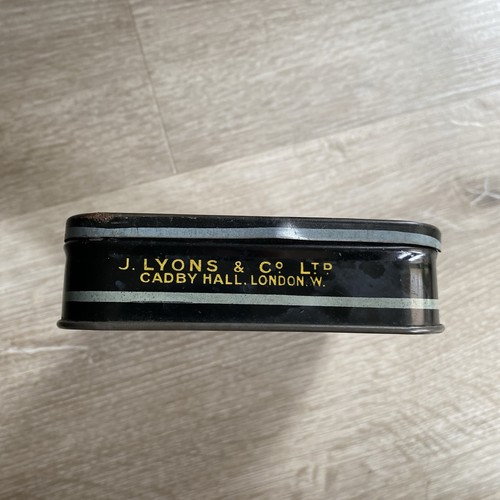 J. LYONS & Cº LTD
CADBY HALL. LONDON. W.